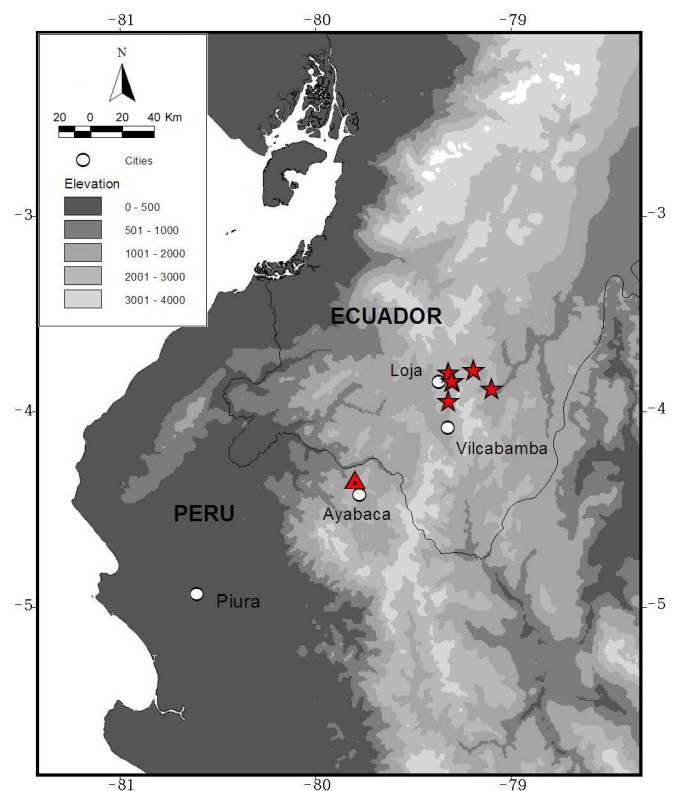 -81 -80 -79
N
20 0 20 40 Km
Cities
Elevation
0 - 500
501 - 1000
1001 - 2000
2001 - 3000
3001 - 4000
-3 -3
ECUADOR
Loja
-4 -4
Vilcabamba
PERU
Ayabaca
-5 -5
Piura
-81 -80 -79